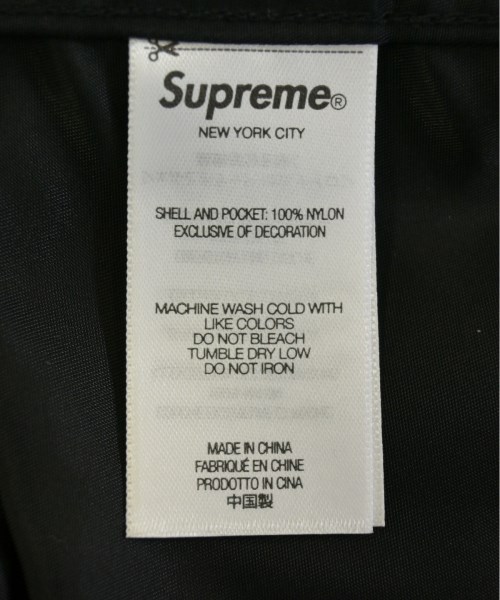 Supreme®
NEW YORK CITY
SHELL AND POCKET: 100% NYLON
EXCLUSIVE OF DECORATION
MACHINE WASH COLD WITH
LIKE COLORS
DO NOT BLEACH
TUMBLE DRY LOW
DO NOT IRON
MADE IN CHINA
FABRIQUÉ EN CHINE
PRODOTTO IN CINA
中国製